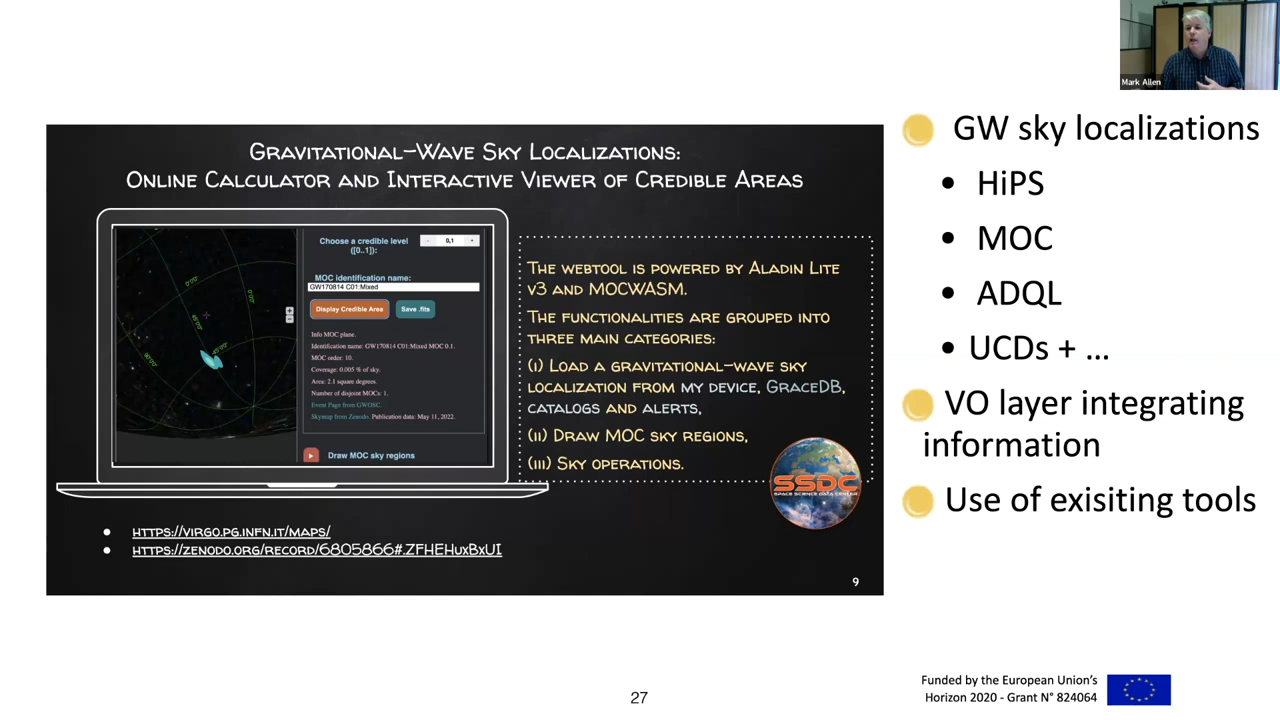 Mark Allen
GRAVITATIONAL-WAVE SKY LOCALIZATIONS:
ONLINE CALCULATOR AND INTERACTIVE VIEWER OF CREDIBLE AREAS
Choose a credible level
([0..1]):
- 0,1 +
MOC identification name:
GW170814 C01:Mixed
Display Credible Area
Save .fits
Info MOC plane.
Identification name: GW170814 C01:Mixed MOC 0.1.
MOC order: 10.
Coverage: 0.005 % of sky.
Area: 2.1 square degrees.
Number of disjoint MOCs: 1.
Event Page from GWOSC.
Skymap from Zenodo. Publication data: May 11, 2022.
Draw MOC sky regions
THE WEBTOOL IS POWERED BY ALADIN LITE
V3 AND MOCWASM.
THE FUNCTIONALITIES ARE GROUPED INTO
THREE MAIN CATEGORIES:
(I) LOAD A GRAVITATIONAL-WAVE SKY
LOCALIZATION FROM MY DEVICE, GRACEDB,
CATALOGS AND ALERTS,
(II) DRAW MOC SKY REGIONS,
(III) SKY OPERATIONS.
SSDC
SPACE SCIENCE DATA CENTER
• HTTPS://VIRGO.PG.INFN.IT/MAPS/
• HTTPS://ZENODO.ORG/RECORD/6805866#.ZFHEHUXBXUI
9
GW sky localizations
• HiPS
• MOC
• ADQL
• UCDs + ...
VO layer integrating
information
Use of exisiting tools
27
Funded by the European Union's
Horizon 2020 - Grant N° 824064